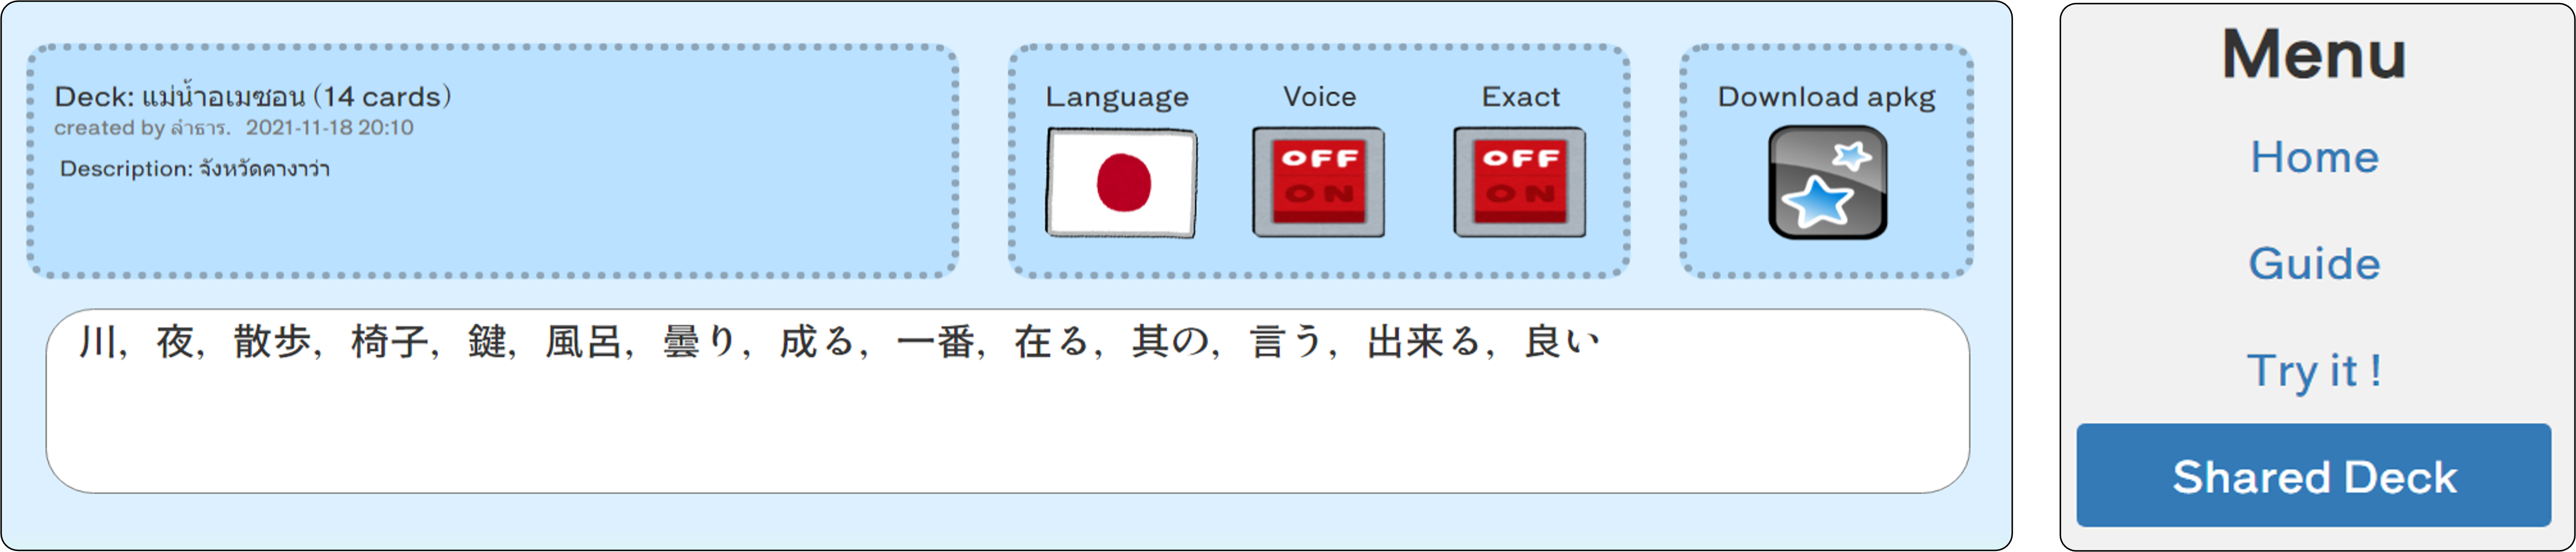 Deck: แม่น้ำอเมซอน (14 cards)
created by ลำธาร. 2021-11-18 20:10
Description: จังหวัดคางาว่า
Language Voice Exact
OFF OFF
ON ON
Download apkg
川, 夜, 散歩, 椅子, 鍵, 風呂, 曇り, 成る, 一番, 在る, 其の, 言う, 出来る, 良い
Menu
Home
Guide
Try it !
Shared Deck